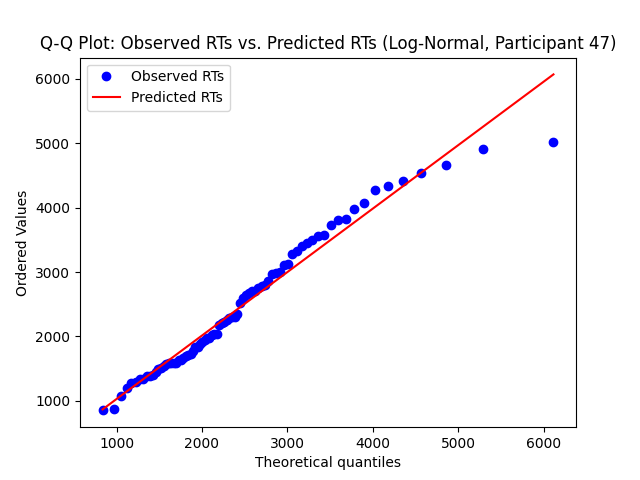 Q-Q Plot: Observed RTs vs. Predicted RTs (Log-Normal, Participant 47)
Observed RTs
Predicted RTs
6000
5000
4000
3000
2000
1000
Ordered Values
1000 2000 3000 4000 5000 6000
Theoretical quantiles